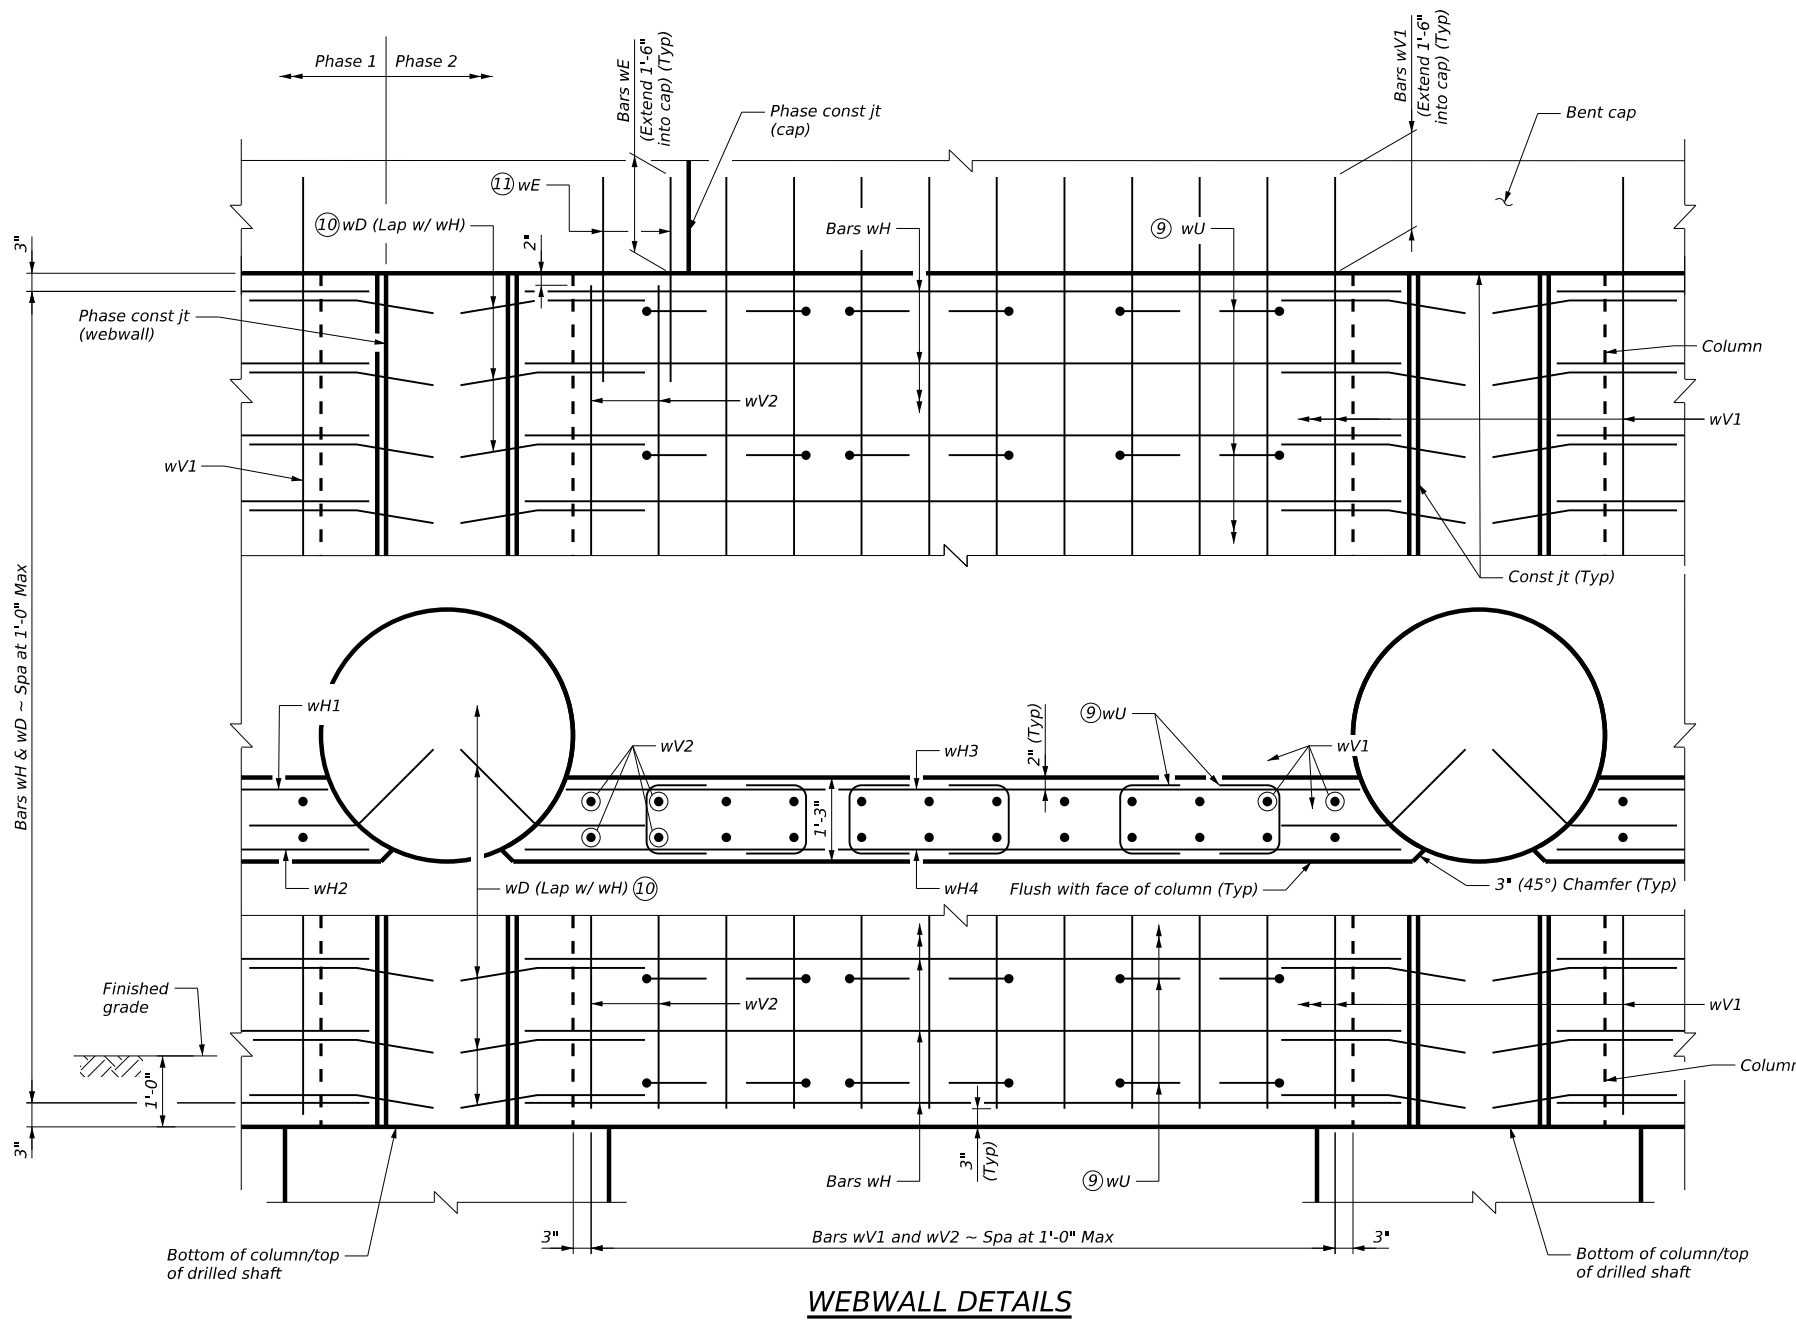 Phase 1
Phase 2
Bars wE
(Extend 1'-6"
into cap) (Typ)
Phase const jt
(cap)
Bars wV1
(Extend 1'-6"
into cap) (Typ)
Bent cap
11 wE
10 wD (Lap w/ wH)
2"
Bars wH
9 wU
3"
Phase const jt
(webwall)
Column
wV2
wV1
wV1
Const jt (Typ)
Bars wH & wD ~ Spa at 1'-0" Max
wH1
wV2
wH3
2" (Typ)
9 wU
wV1
1'-3"
wH2
wD (Lap w/ wH) 10
wH4
Flush with face of column (Typ)
3" (45°) Chamfer (Typ)
Finished
grade
wV2
wV1
1'-0"
Column
3"
3"
(Typ)
Bars wH
9 wU
3"
Bars wV1 and wV2 ~ Spa at 1'-0" Max
3"
Bottom of column/top
of drilled shaft
Bottom of column/top
of drilled shaft
WEBWALL DETAILS